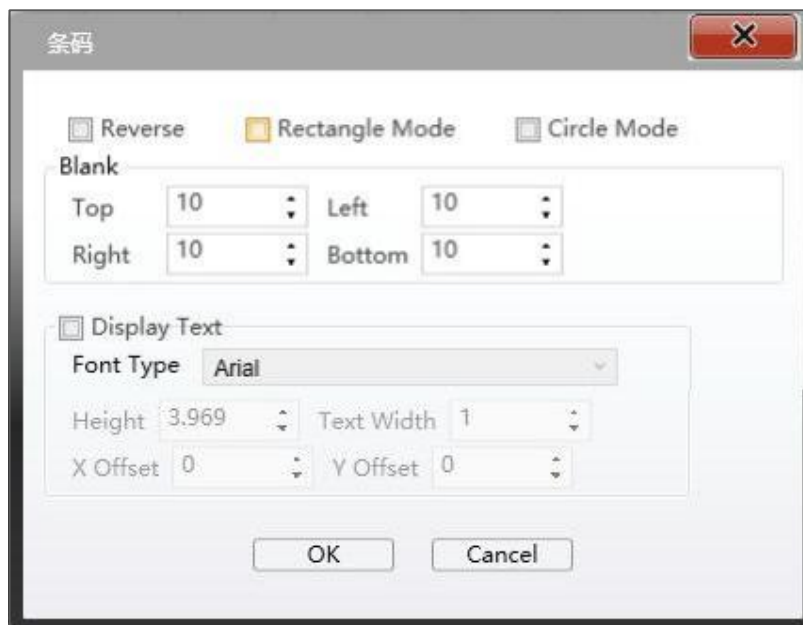 条码
Reverse Rectangle Mode Circle Mode
Blank
Top 10 Left 10
Right 10 Bottom 10
Display Text
Font Type Arial
Height 3.969 Text Width 1
X Offset 0 Y Offset 0
OK Cancel